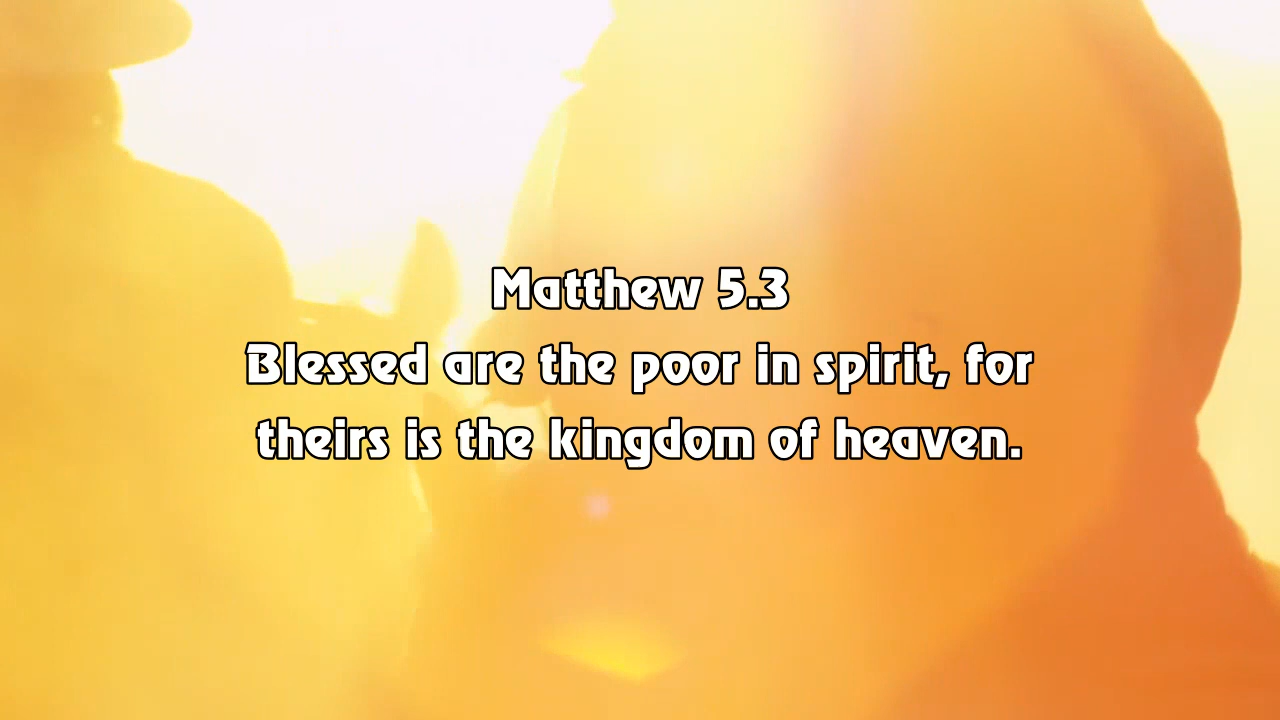 Matthew 5.3
Blessed are the poor in spirit, for
theirs is the kingdom of heaven.